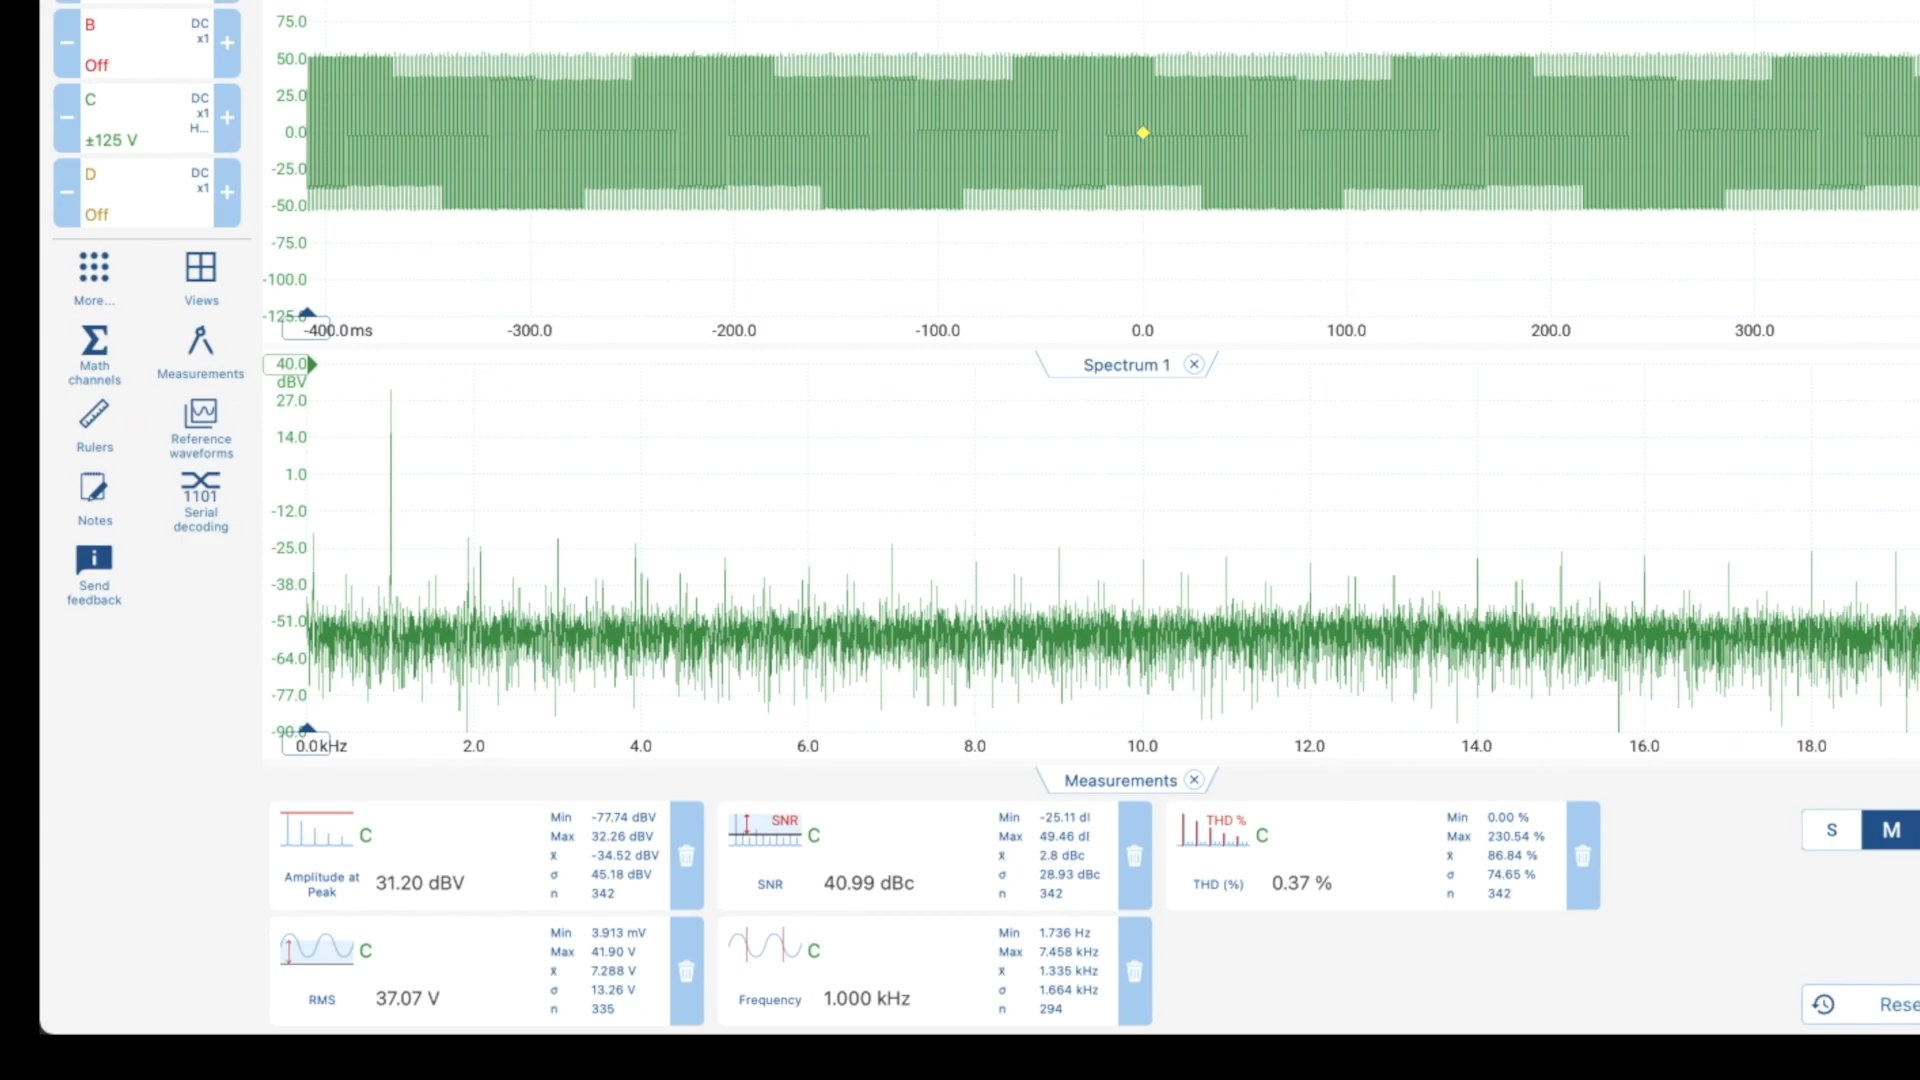 B
DC
x1
Off
C
DC
x1
H...
±125 V
D
DC
x1
Off
More...
Views
Math
channels
Measurements
Rulers
Reference
waveforms
Notes
1101
Serial
decoding
i
Send
feedback
75.0
50.0
25.0
0.0
-25.0
-50.0
-75.0
-100.0
-125.0
-400.0ms
-300.0
-200.0
-100.0
0.0
100.0
200.0
300.0
Spectrum 1
40.0
dBV
27.0
14.0
1.0
-12.0
-25.0
-38.0
-51.0
-64.0
-77.0
-90.0
0.0kHz
2.0
4.0
6.0
8.0
10.0
12.0
14.0
16.0
18.0
Measurements
C
Amplitude at
Peak
31.20 dBV
Min -77.74 dBV
Max 32.26 dBV
x̄ -34.52 dBV
σ 45.18 dBV
n 342
SNR
C
SNR
40.99 dBc
Min -25.11 dI
Max 49.46 dI
x̄ 2.8 dBc
σ 28.93 dBc
n 342
THD %
C
THD (%)
0.37 %
Min 0.00 %
Max 230.54 %
x̄ 86.84 %
σ 74.65 %
n 342
S
M
C
RMS
37.07 V
Min 3.913 mV
Max 41.90 V
x̄ 7.288 V
σ 13.26 V
n 335
C
Frequency
1.000 kHz
Min 1.736 Hz
Max 7.458 kHz
x̄ 1.335 kHz
σ 1.664 kHz
n 294
Rese